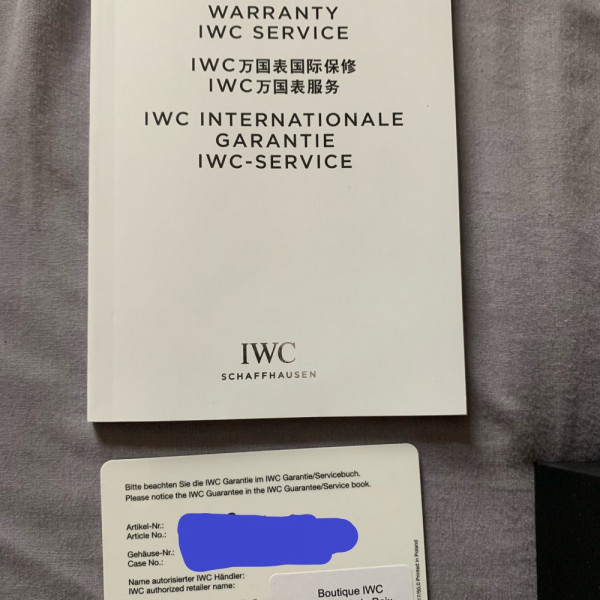 WARRANTY
IWC SERVICE
IWC万国表国际保修
IWC万国表服务
IWC INTERNATIONALE
GARANTIE
IWC-SERVICE
IWC
SCHAFFHAUSEN
Bitte beachten Sie die IWC Garantie im IWC Garantie/Servicebuch.
Please notice the IWC Guarantee in the IWC Guarantee/Service book.
Artikel-Nr.:
Article No.:
Gehäuse-Nr.:
Case No.:
Name autorisierter IWC Händler:
IWC authorized retailer name:
Boutique IWC
Printed in Poland